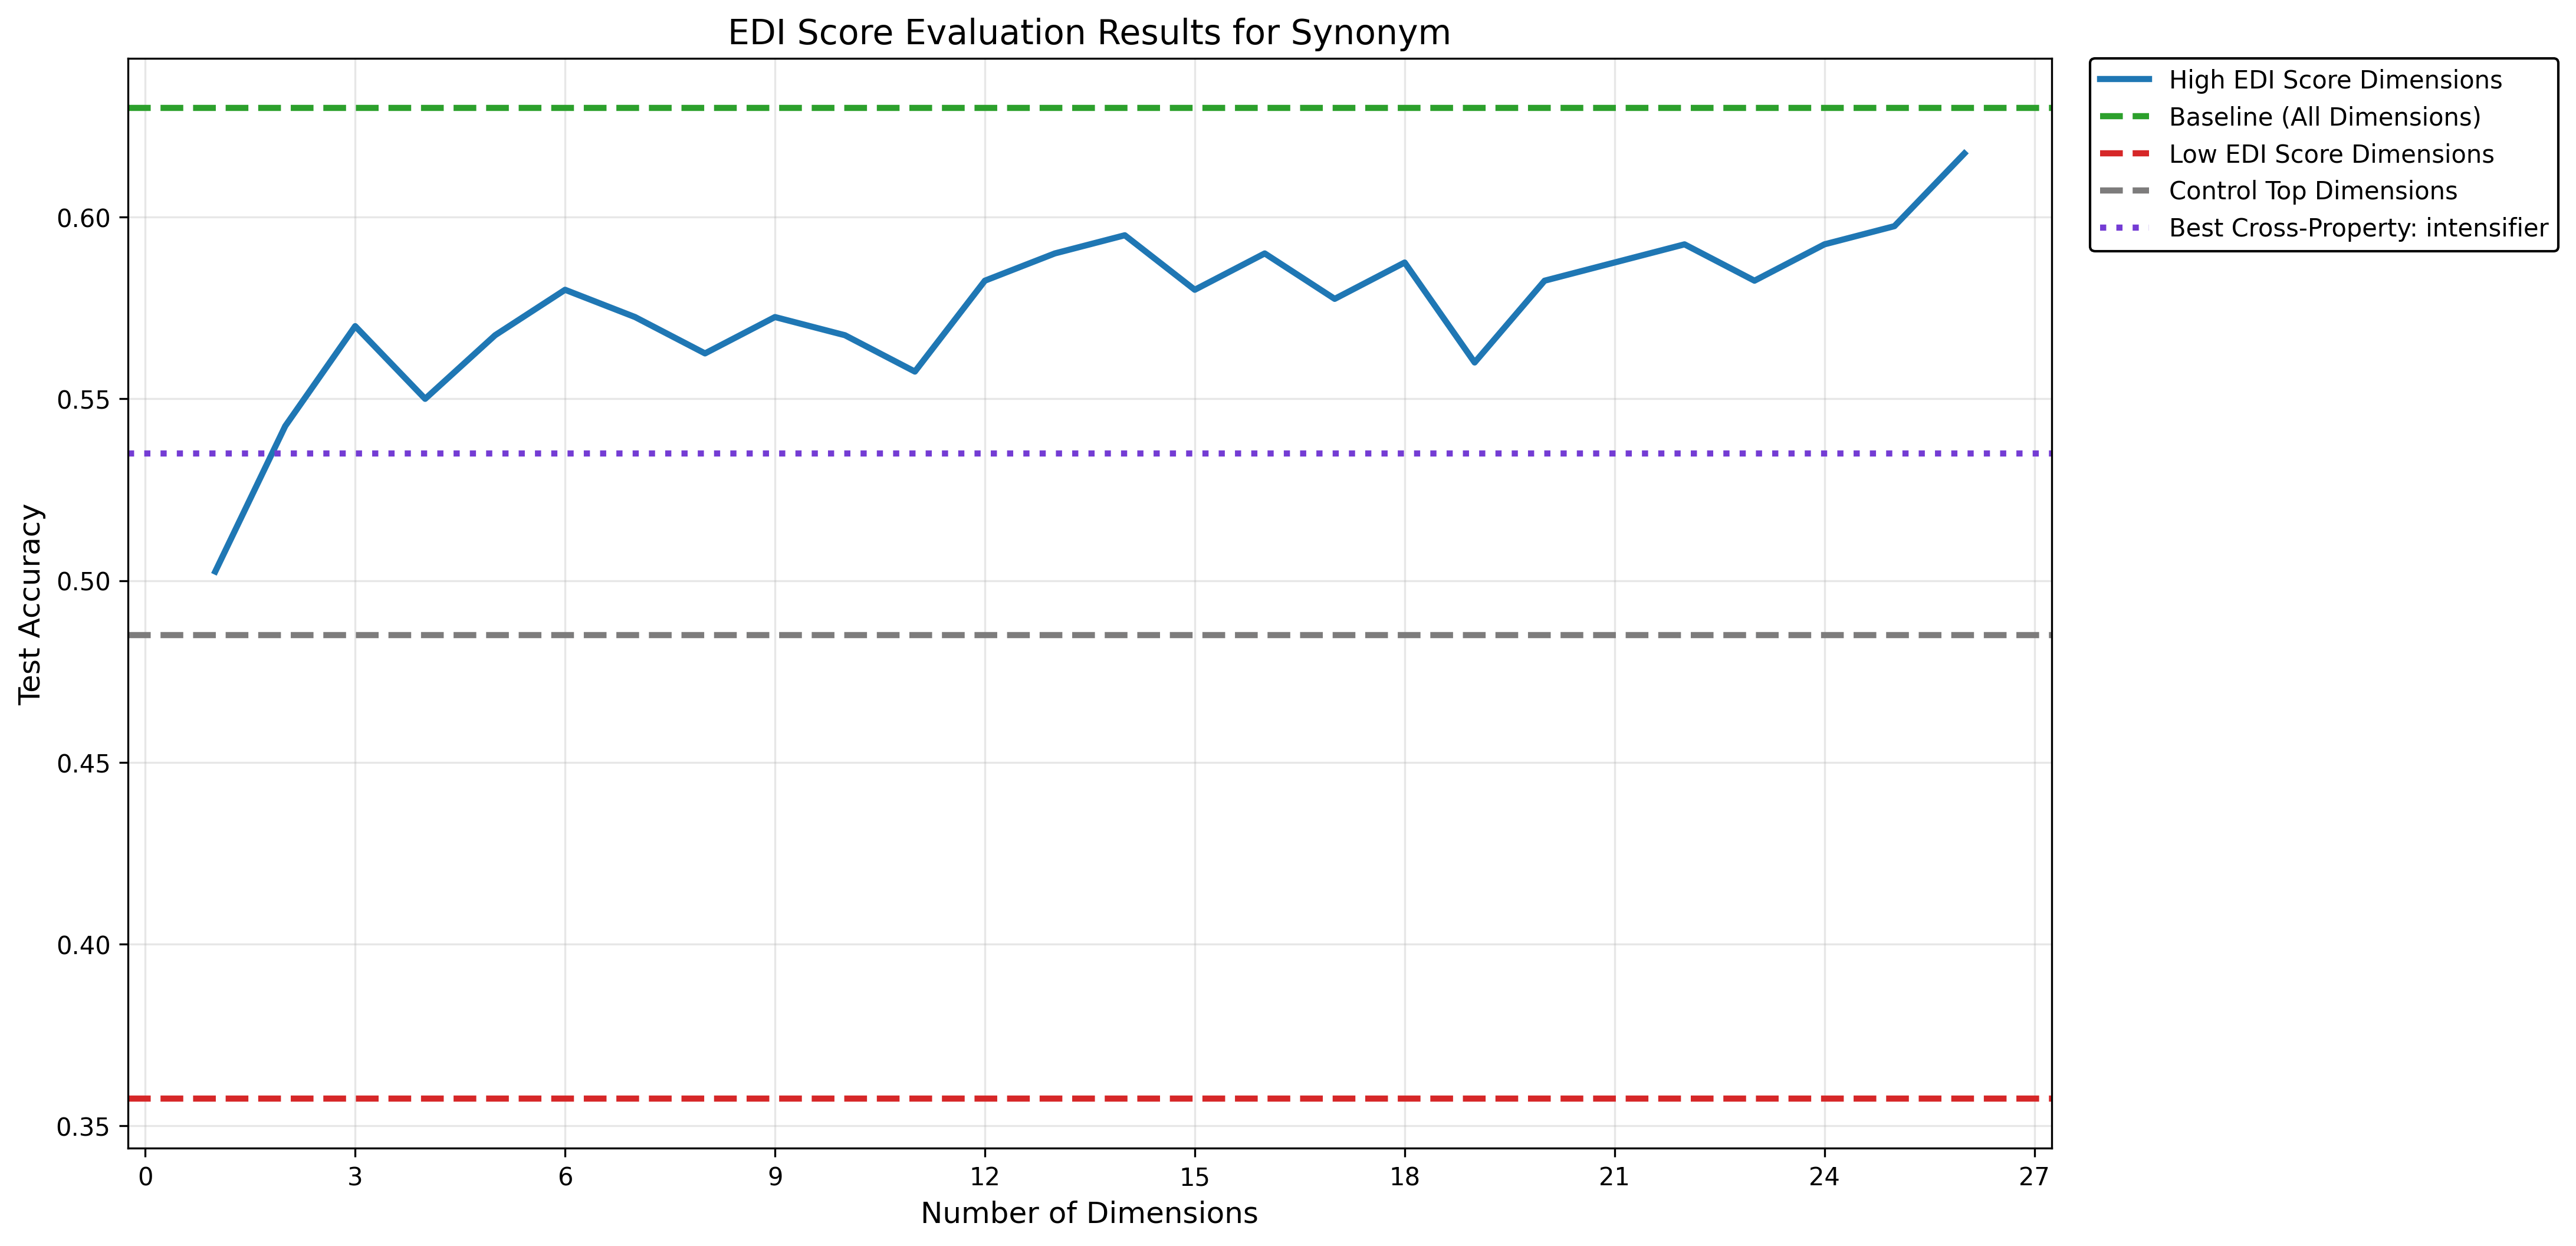 EDI Score Evaluation Results for Synonym
High EDI Score Dimensions
Baseline (All Dimensions)
Low EDI Score Dimensions
Control Top Dimensions
Best Cross-Property: intensifier
Test Accuracy
0.60
0.55
0.50
0.45
0.40
0.35
0 3 6 9 12 15 18 21 24 27
Number of Dimensions